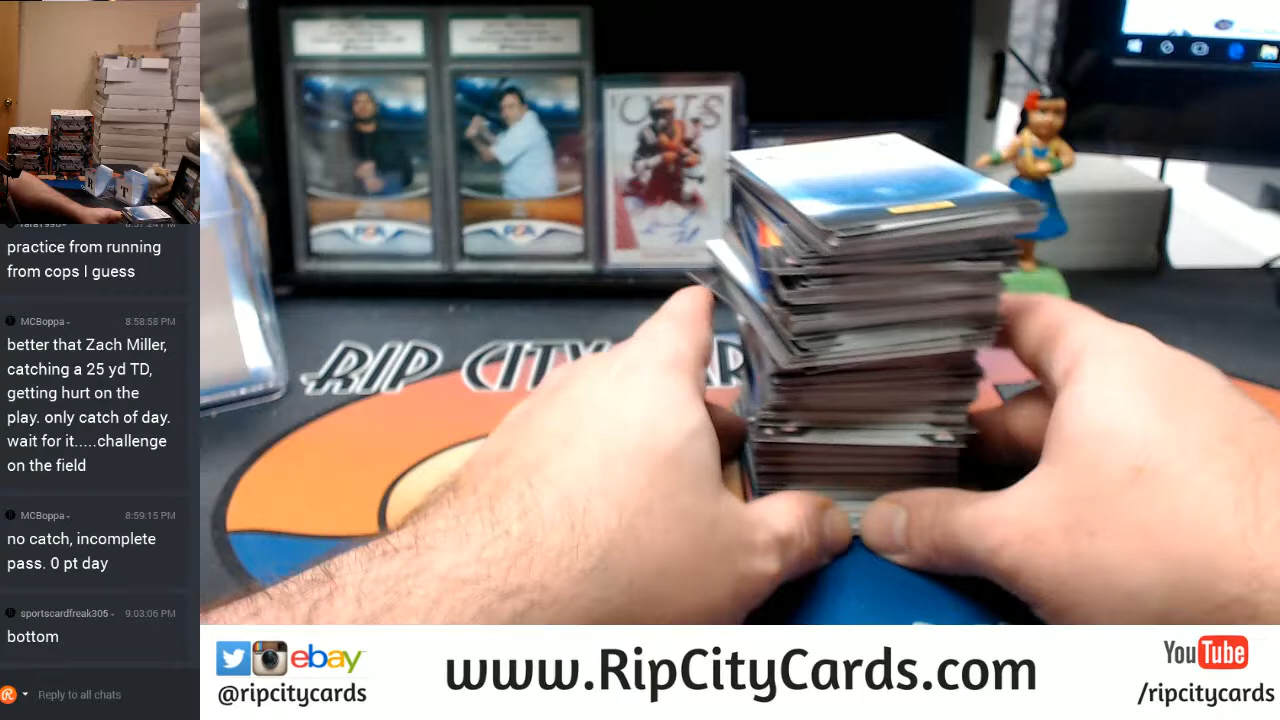 practice from running
from cops I guess
MCBoppa - 8:58:58 PM
better that Zach Miller,
catching a 25 yd TD,
getting hurt on the
play. only catch of day.
wait for it.....challenge
on the field
MCBoppa - 8:59:15 PM
no catch, incomplete
pass. 0 pt day
sportscardfreak305 - 9:03:06 PM
bottom
Reply to all chats
RIP CITY
ebay
@ripcitycards
www.RipCityCards.com
YouTube
/ripcitycards